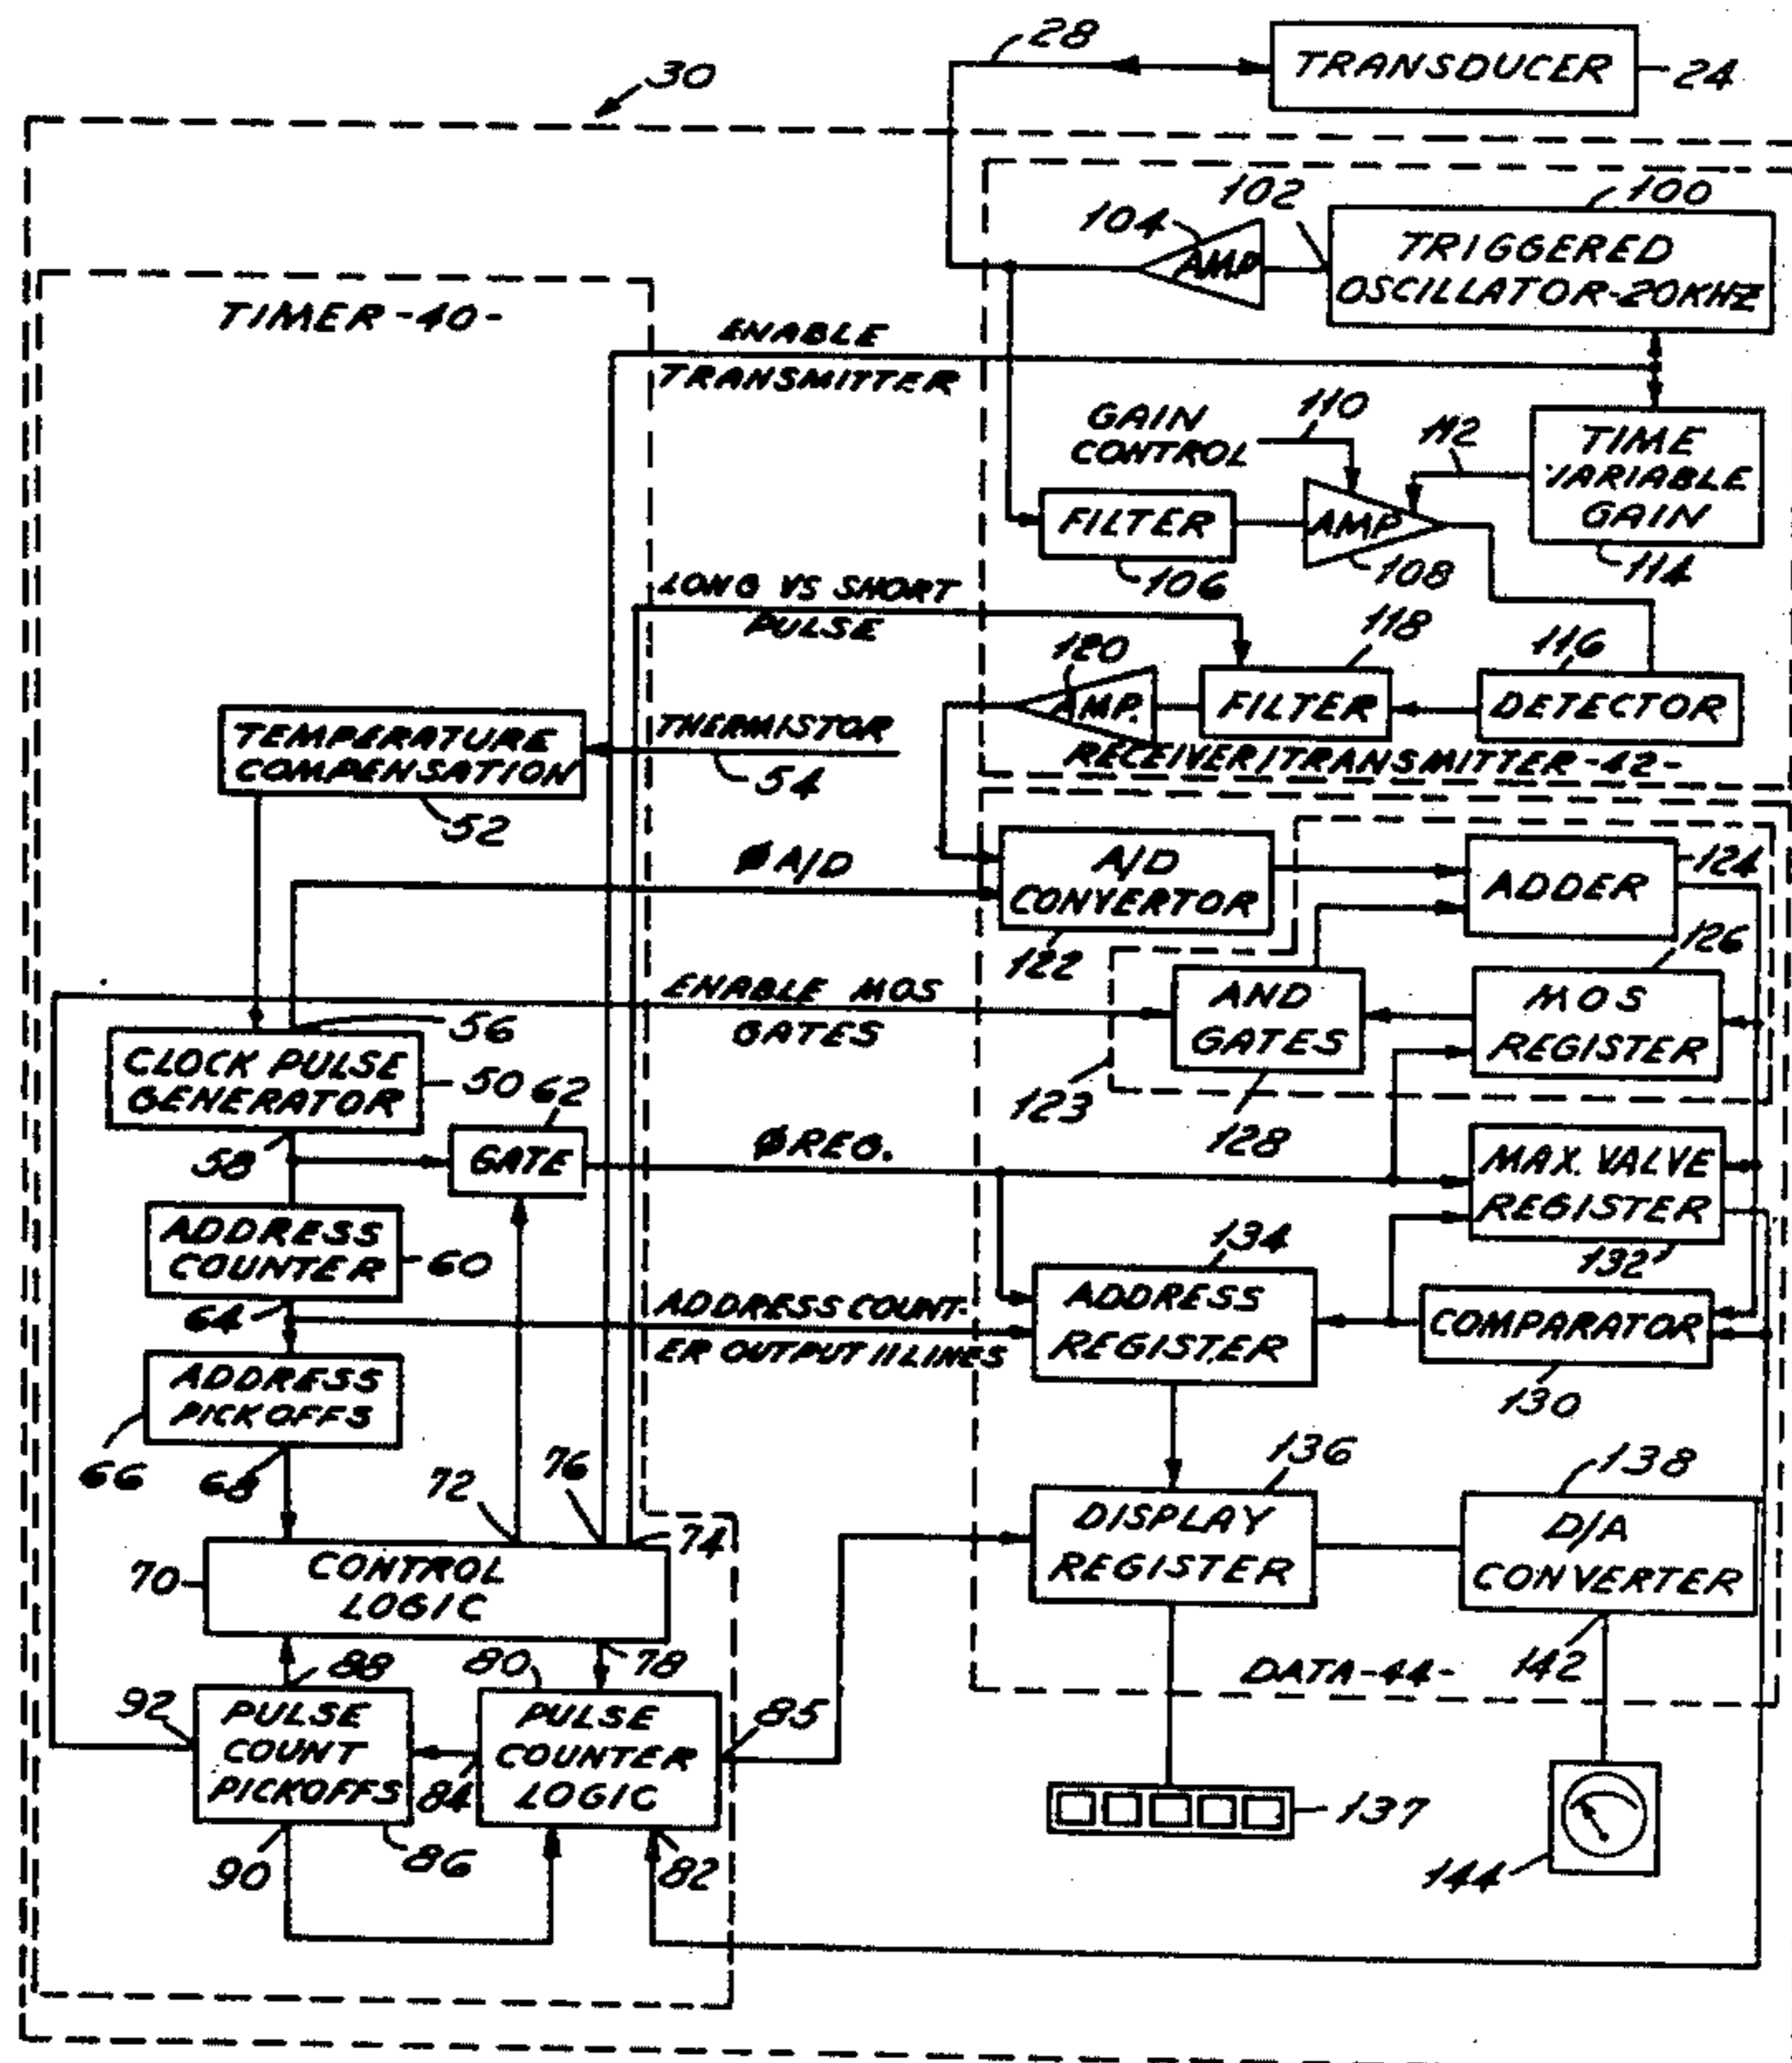 28
TRANSDUCER
24
30
102
100
104
AMP
TRIGGERED
OSCILLATOR-20KHZ
TIMER-40-
ENABLE
TRANSMITTER
GAIN
CONTROL
110
112
TIME
VARIABLE
GAIN
114
FILTER
106
AMP
108
LONG VS SHORT
PULSE
120
118
116
AMP.
FILTER
DETECTOR
TEMPERATURE
COMPENSATION
52
THERMISTOR
54
RECEIVER/TRANSMITTER-42-
Ø A/D
A/D
CONVERTOR
122
ADDER
124
ENABLE MOS
GATES
56
AND
GATES
128
MOS
REGISTER
126
123
CLOCK PULSE
GENERATOR
50
62
58
GATE
Ø REG.
MAX. VALVE
REGISTER
132
ADDRESS
COUNTER
60
64
134
ADDRESS COUNT-
ER OUTPUT 11 LINES
ADDRESS
REGISTER
COMPARATOR
130
ADDRESS
PICKOFFS
66
68
72
76
74
136
138
DISPLAY
REGISTER
D/A
CONVERTER
70
CONTROL
LOGIC
88
80
78
DATA-44-
142
92
PULSE
COUNT
PICKOFFS
84
PULSE
COUNTER
LOGIC
85
90
86
82
137
144